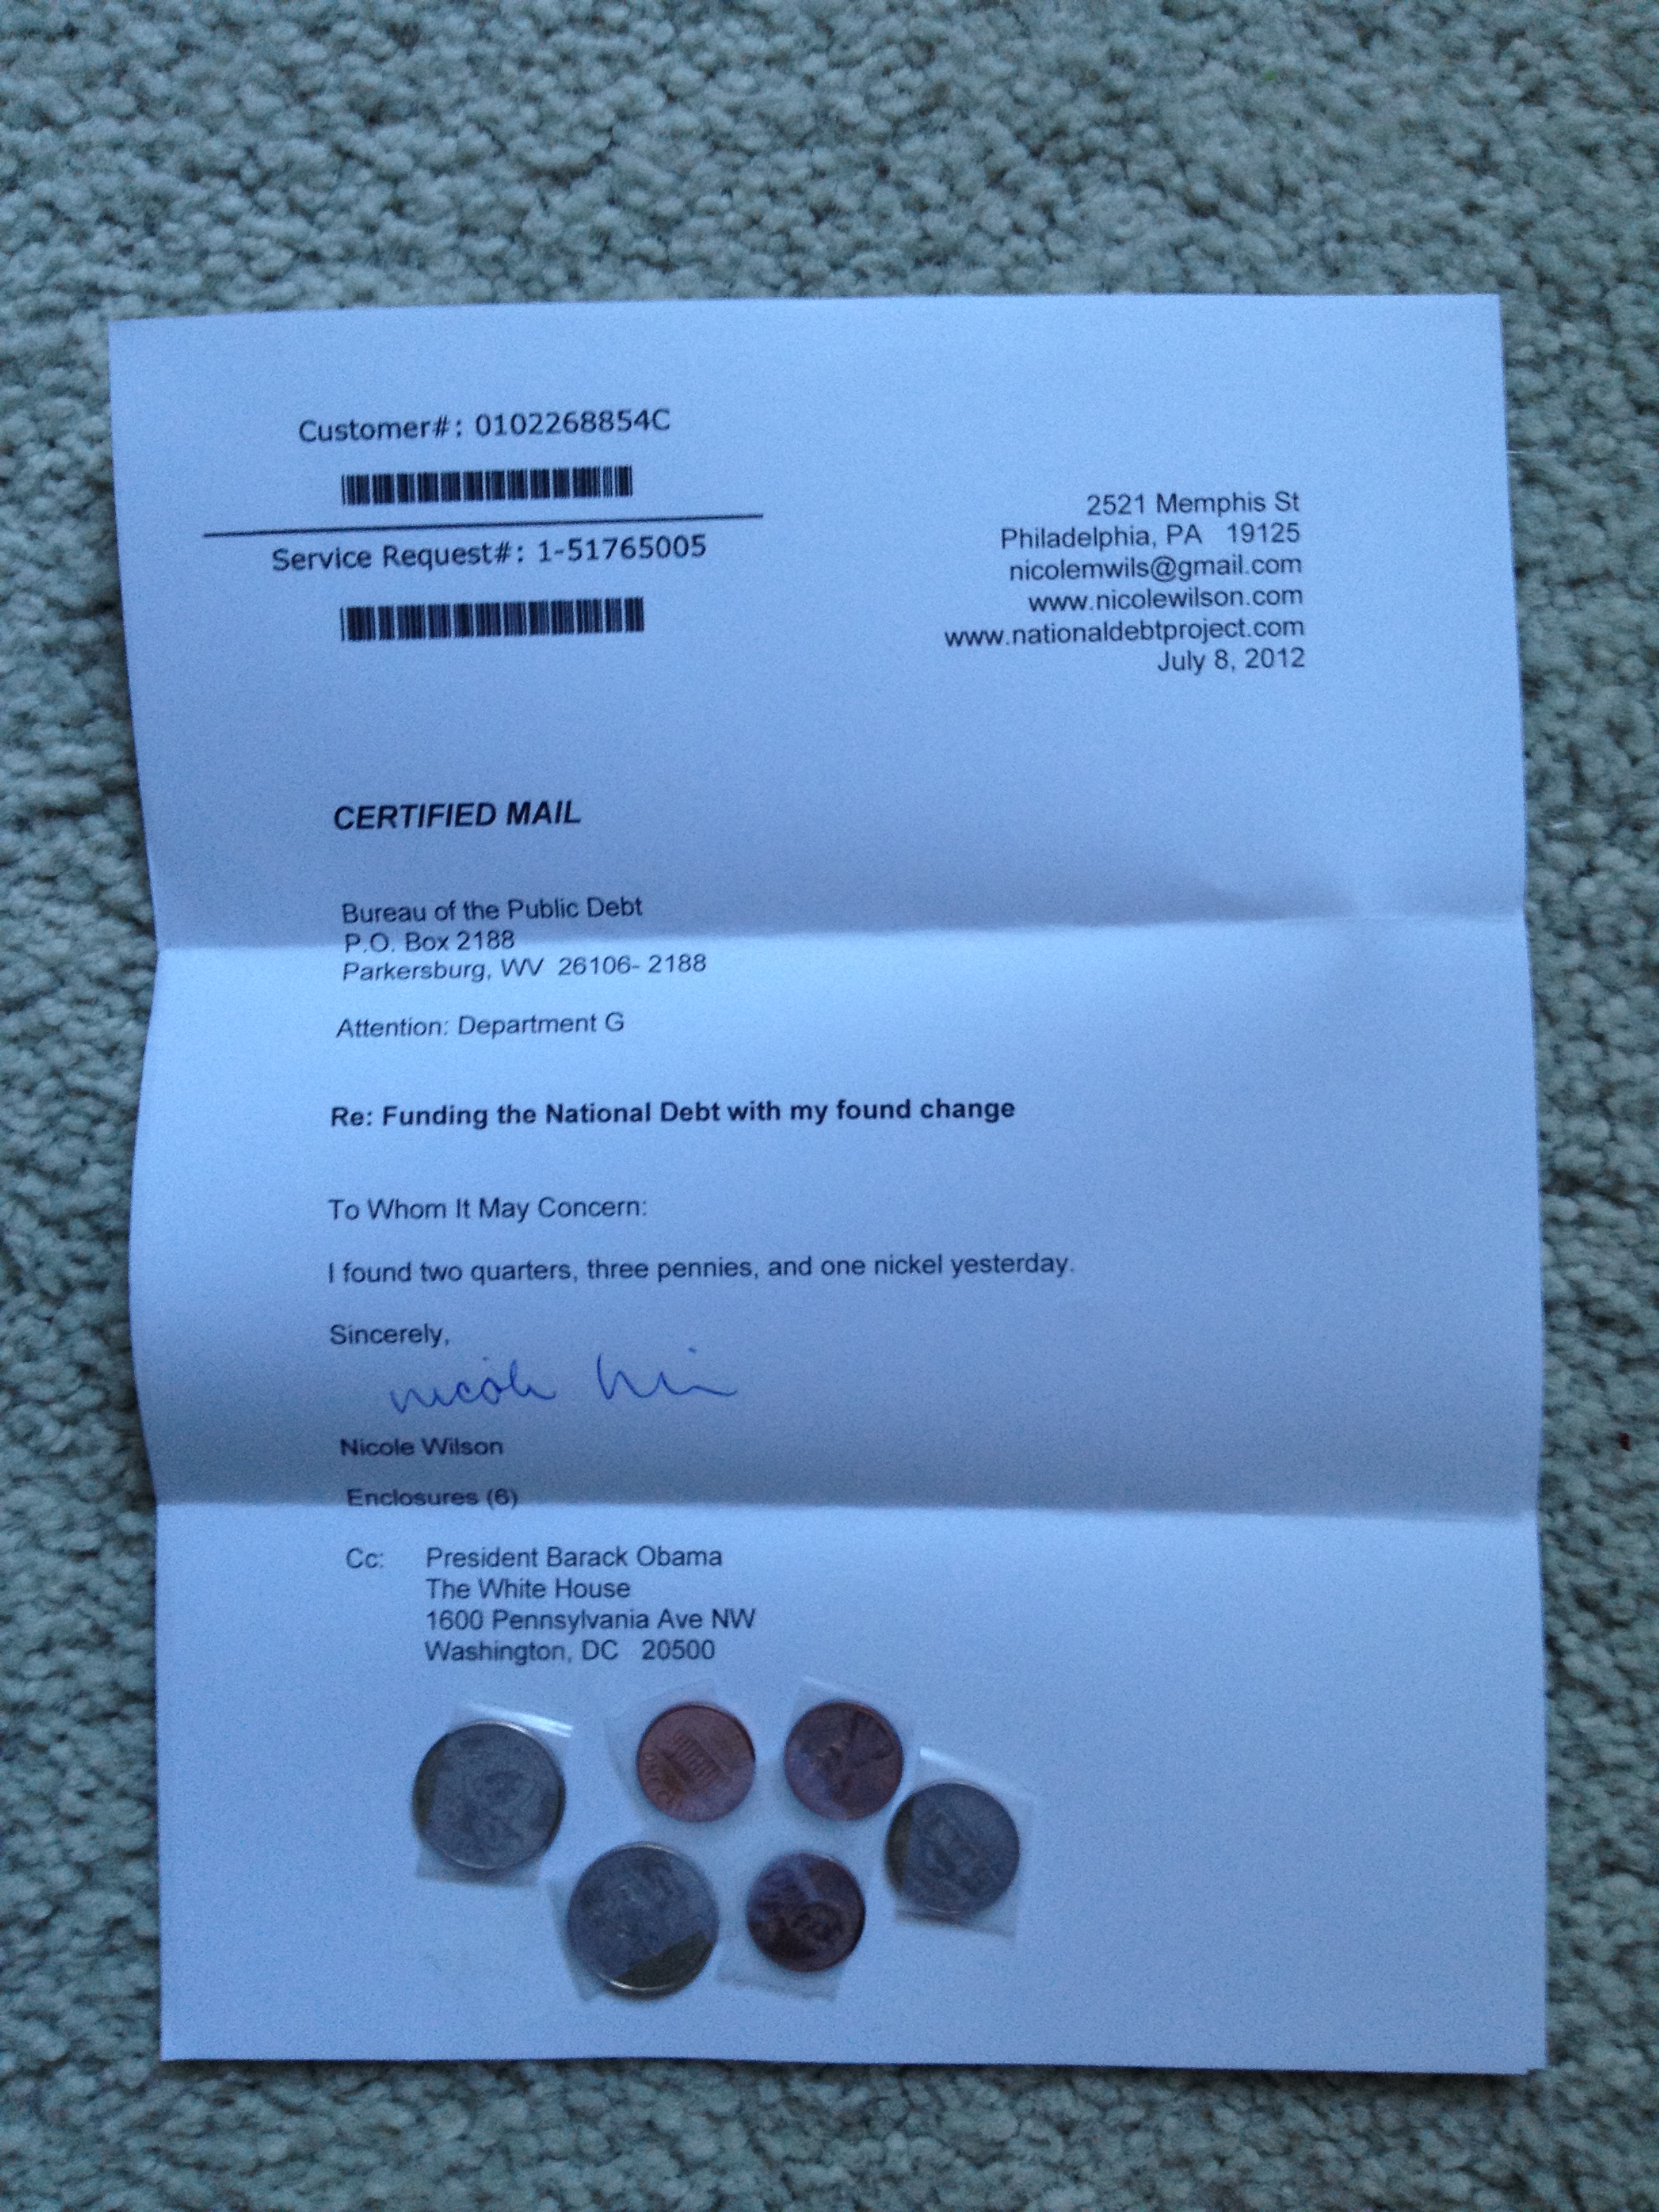 Customer#: 0102268854C
Service Request#: 1-51765005
2521 Memphis St
Philadelphia, PA 19125
nicolemwils@gmail.com
www.nicolewilson.com
www.nationaldebtproject.com
July 8, 2012
CERTIFIED MAIL
Bureau of the Public Debt
P.O. Box 2188
Parkersburg, WV 26106- 2188
Attention: Department G
Re: Funding the National Debt with my found change
To Whom It May Concern:
I found two quarters, three pennies, and one nickel yesterday.
Sincerely,
Nicole Wilson
Enclosures (6)
Cc: President Barack Obama
The White House
1600 Pennsylvania Ave NW
Washington, DC 20500